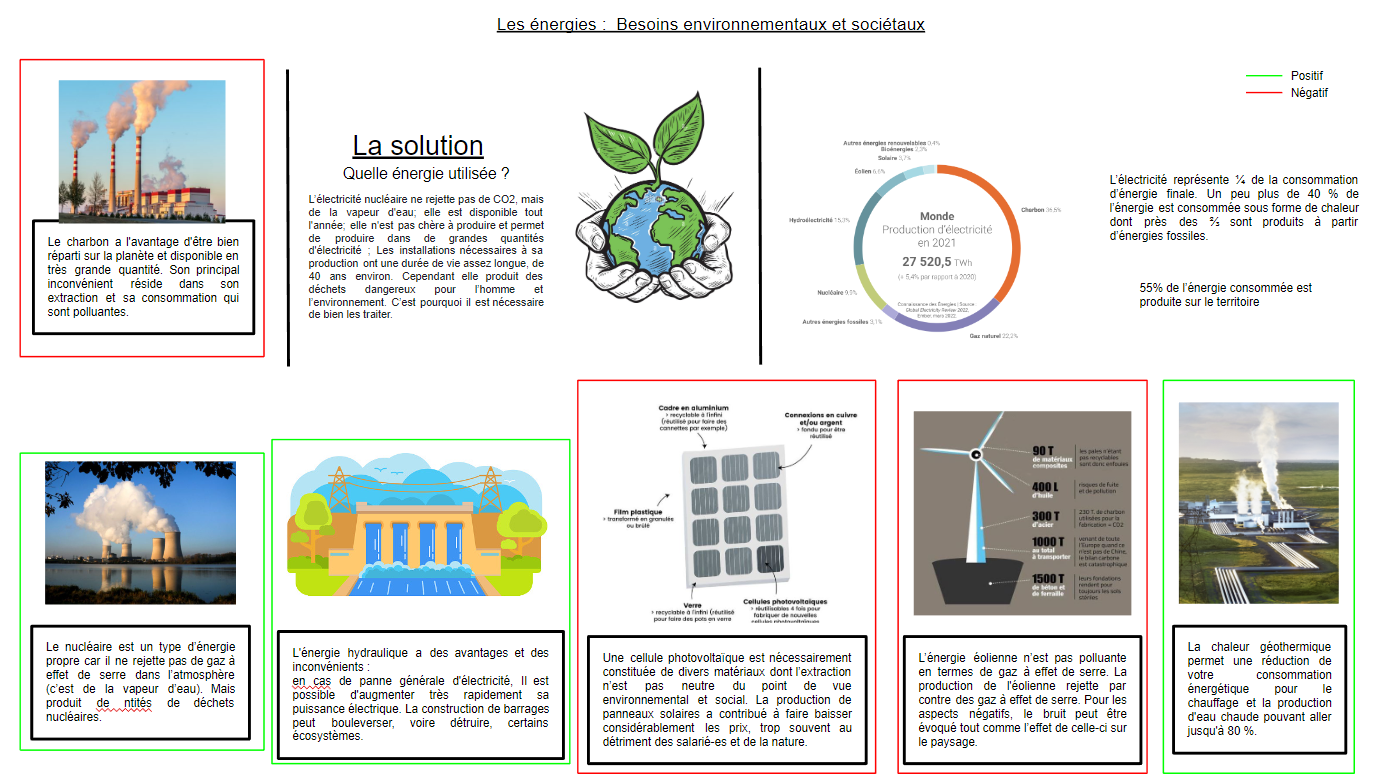 Les énergies : Besoins environnementaux et sociétaux
Positif
Négatif
Le charbon a l'avantage d'être bien
réparti sur la planète et disponible en
très grande quantité. Son principal
inconvénient réside dans son
extraction et sa consommation qui
sont polluantes.
La solution
Quelle énergie utilisée ?
L'électricité nucléaire ne rejette pas de CO2, mais
de la vapeur d'eau; elle est disponible tout
l'année; elle n'est pas chère à produire et permet
de produire dans de grandes quantités
d'électricité ; Les installations nécessaires à sa
production ont une durée de vie assez longue, de
40 ans environ. Cependant elle produit des
déchets dangereux pour l'homme et
l'environnement. C'est pourquoi il est nécessaire
de bien les traiter.
Autres énergies renouvelables 0,4%
Bioénergies 2,3%
Solaire 3,7%
Éolien 6,6%
Hydroélectricité
Nucléaire 9,9%
Autres énergies fossiles 3,1%
Gaz naturel 22,2%
Charbon
Monde
Production d'électricité
en 2021
27 520,5 TWh
(+ 5,4% par rapport à 2020)
Connaissance des Énergies | Source :
Global Electricity Review 2022,
Ember, mars 2022.
L'électricité représente ¼ de la consommation
d'énergie finale. Un peu plus de 40 % de
l'énergie est consommée sous forme de chaleur
dont près des ⅔ sont produits à partir
d'énergies fossiles.
55% de l'énergie consommée est
produite sur le territoire
Le nucléaire est un type d'énergie
propre car il ne rejette pas de gaz à
effet de serre dans l'atmosphère
(c'est de la vapeur d'eau). Mais
produit de ntités de déchets
nucléaires.
L'énergie hydraulique a des avantages et des
inconvénients :
en cas de panne générale d'électricité, Il est
possible d'augmenter très rapidement sa
puissance électrique. La construction de barrages
peut bouleverser, voire détruire, certains
écosystèmes.
Cadre en aluminium
> recyclable à l'infini
(réutilisé pour faire des
cannettes par exemple)
Connexions en cuivre
et/ou argent
> fondu pour être
réutilisé
Film plastique
> transformé en granulés
ou brûlé
Verre
> recyclable à l'infini (réutilisé
pour faire des pots en verre
Cellules photovoltaïques
> réutilisables 4 fois pour
fabriquer de nouvelles
cellules photovoltaïques
Une cellule photovoltaïque est nécessairement
constituée de divers matériaux dont l'extraction
n'est pas neutre du point de vue
environnemental et social. La production de
panneaux solaires a contribué à faire baisser
considérablement les prix, trop souvent au
détriment des salarié-es et de la nature.
90 T
de matériaux
composites
les pales n'étant
pas recyclables
sont donc enfouies
400 L
d'huile
risques de fuite
et de pollution
300 T
d'acier
230 T. de charbon
utilisées pour la
fabrication = CO2
1000 T
au total
à transporter
venant de toute
l'Europe quand ce
n'est pas de Chine,
le bilan carbone
est catastrophique
1500 T
de béton et
de ferraille
leurs fondations
rendent pour
toujours les sols
stériles
L'énergie éolienne n'est pas polluante
en termes de gaz à effet de serre. La
production de l'éolienne rejette par
contre des gaz à effet de serre. Pour les
aspects négatifs, le bruit peut être
évoqué tout comme l'effet de celle-ci sur
le paysage.
La chaleur géothermique
permet une réduction de
votre consommation
énergétique pour le
chauffage et la production
d'eau chaude pouvant aller
jusqu'à 80 %.